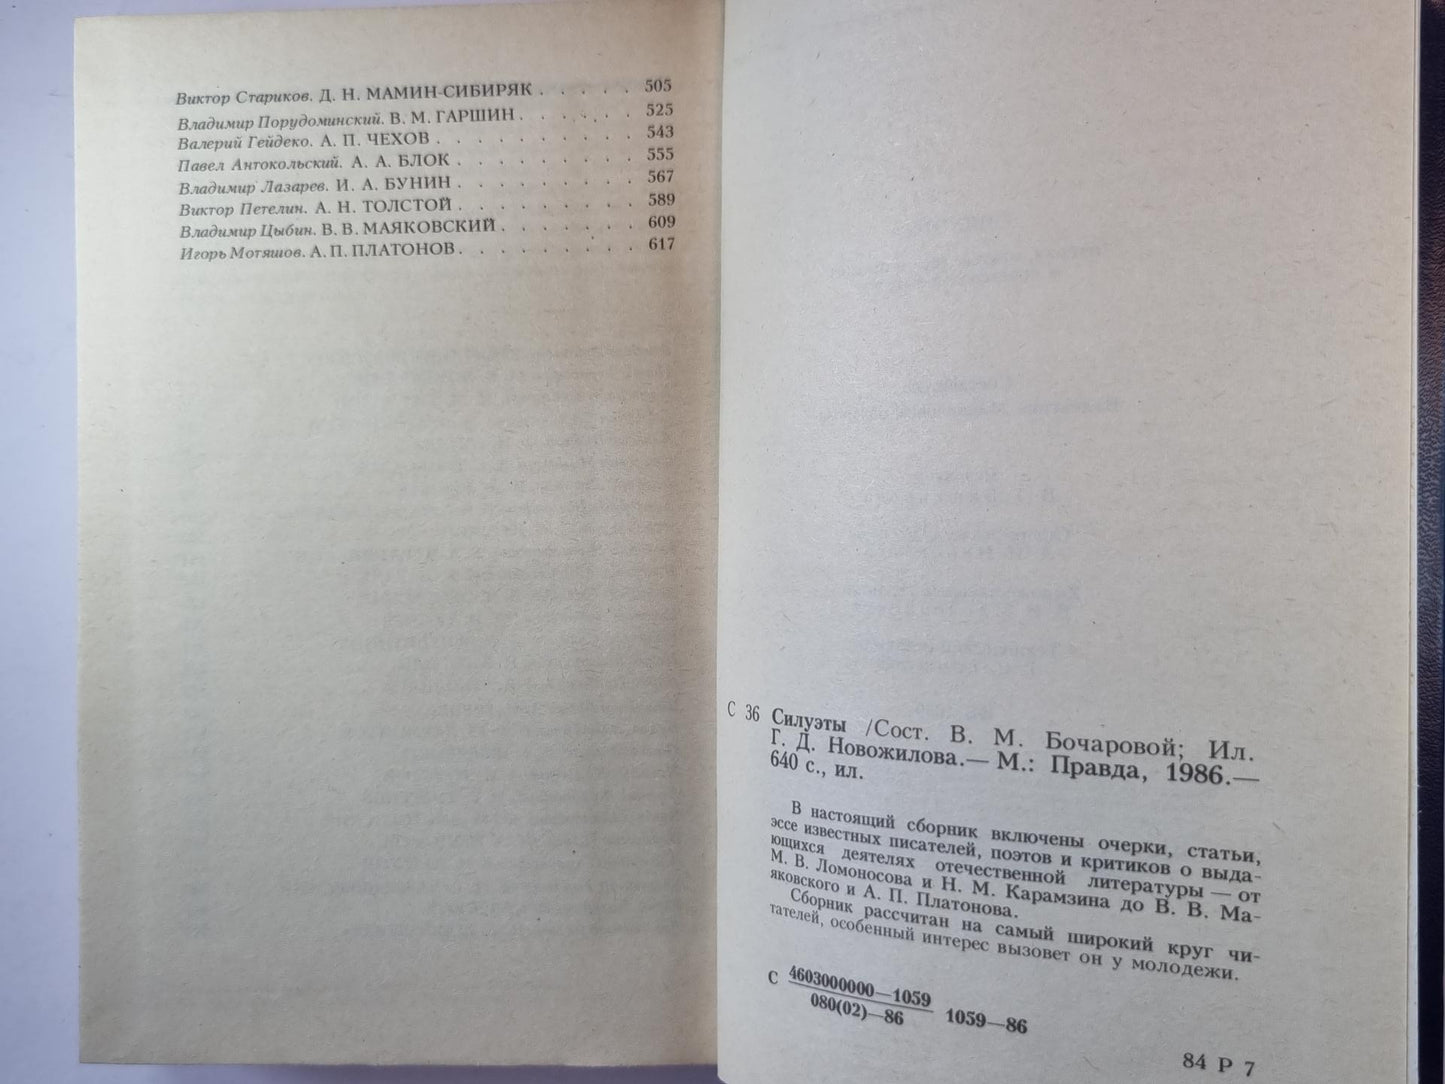 Виктор Стариков. Д. Н. МАМИН-СИБИРЯК . . . . . 505
Владимир Порудоминский. В. М. ГАРШИН . . . . . . 525
Валерий Гейдеко. А. П. ЧЕХОВ . . . . . . . . . 543
Павел Антокольский. А. А. БЛОК . . . . . . . . 555
Владимир Лазарев. И. А. БУНИН . . . . . . . . 567
Виктор Петелин. А. Н. ТОЛСТОЙ . . . . . . . . 589
Владимир Цыбин. В. В. МАЯКОВСКИЙ . . . . . . 609
Игорь Мотяшов. А. П. ПЛАТОНОВ . . . . . . . . 617
С 36 Силуэты /Сост. В. М. Бочаровой; Ил.
Г. Д. Новожилова.— М.: Правда, 1986.—
640 с., ил.
В настоящий сборник включены очерки, статьи,
эссе известных писателей, поэтов и критиков о выда-
ющихся деятелях отечественной литературы — от
М. В. Ломоносова и Н. М. Карамзина до В. В. Ма-
яковского и А. П. Платонова.
Сборник рассчитан на самый широкий круг чи-
тателей, особенный интерес вызовет он у молодежи.
С 4603000000—1059
080(02)—86 1059—86
84 Р 7